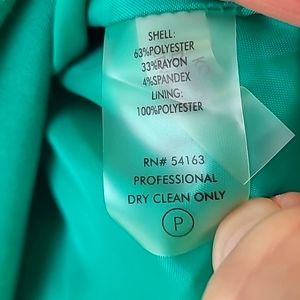 SHELL:
63%POLYESTER
33%RAYON
4%SPANDEX
LINING:
100%POLYESTER
RN# 54163
PROFESSIONAL
DRY CLEAN ONLY
P